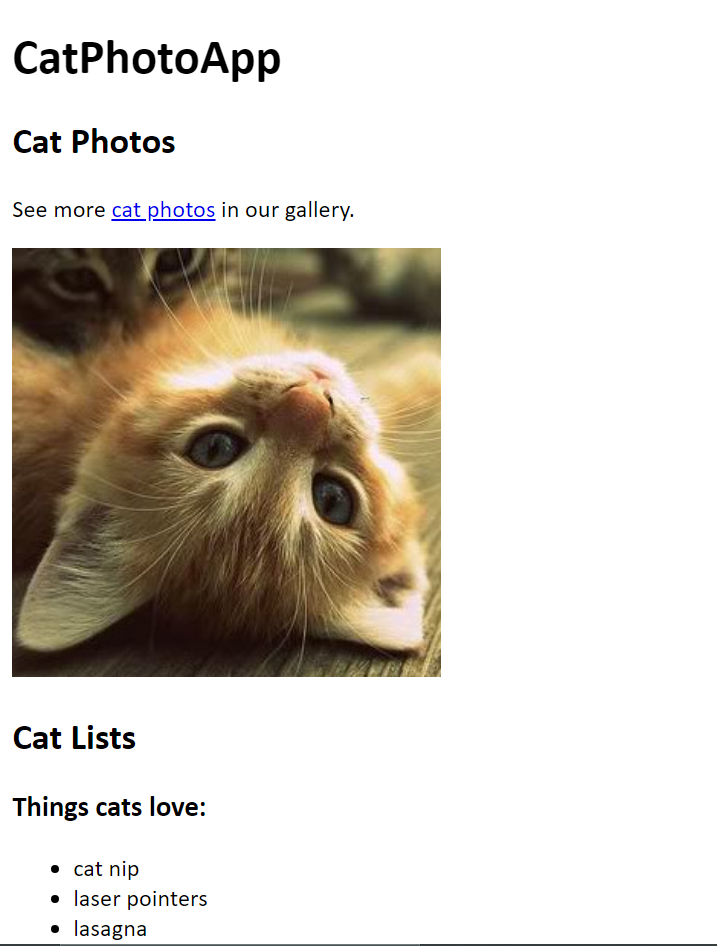 CatPhotoApp
Cat Photos
See more cat photos in our gallery.
Cat Lists
Things cats love:
cat nip
laser pointers
lasagna